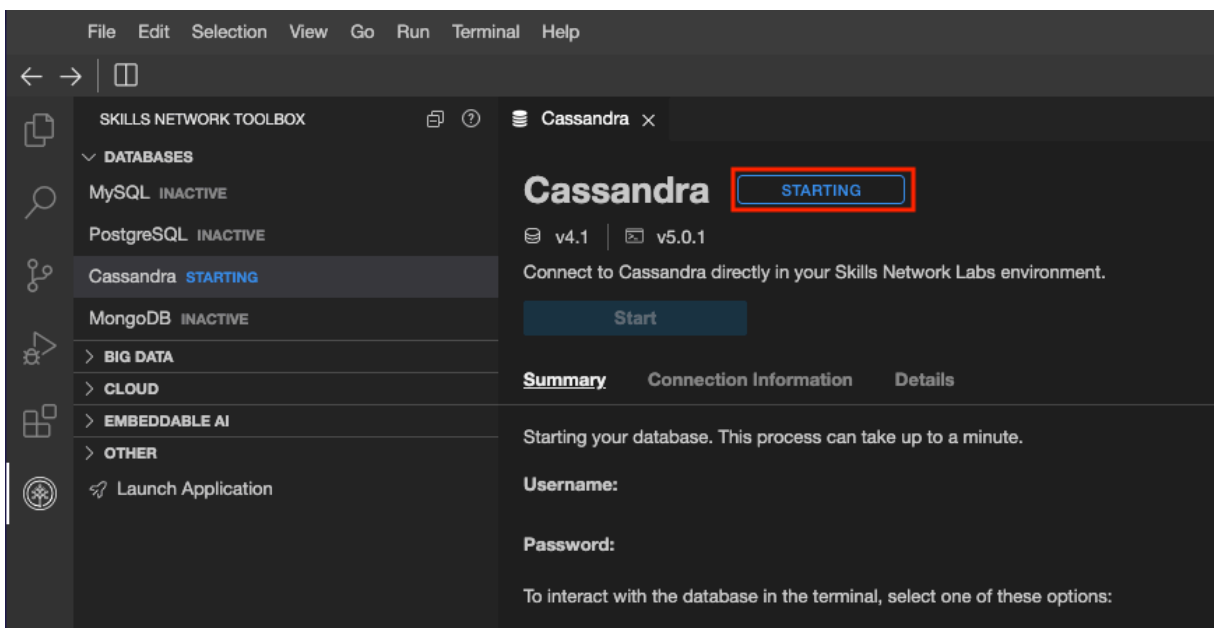 File Edit Selection View Go Run Terminal Help
SKILLS NETWORK TOOLBOX
DATABASES
MySQL INACTIVE
PostgreSQL INACTIVE
Cassandra STARTING
MongoDB INACTIVE
BIG DATA
CLOUD
EMBEDDABLE AI
OTHER
Launch Application
Cassandra
Cassandra STARTING
v4.1 v5.0.1
Connect to Cassandra directly in your Skills Network Labs environment.
Start
Summary Connection Information Details
Starting your database. This process can take up to a minute.
Username:
Password:
To interact with the database in the terminal, select one of these options: